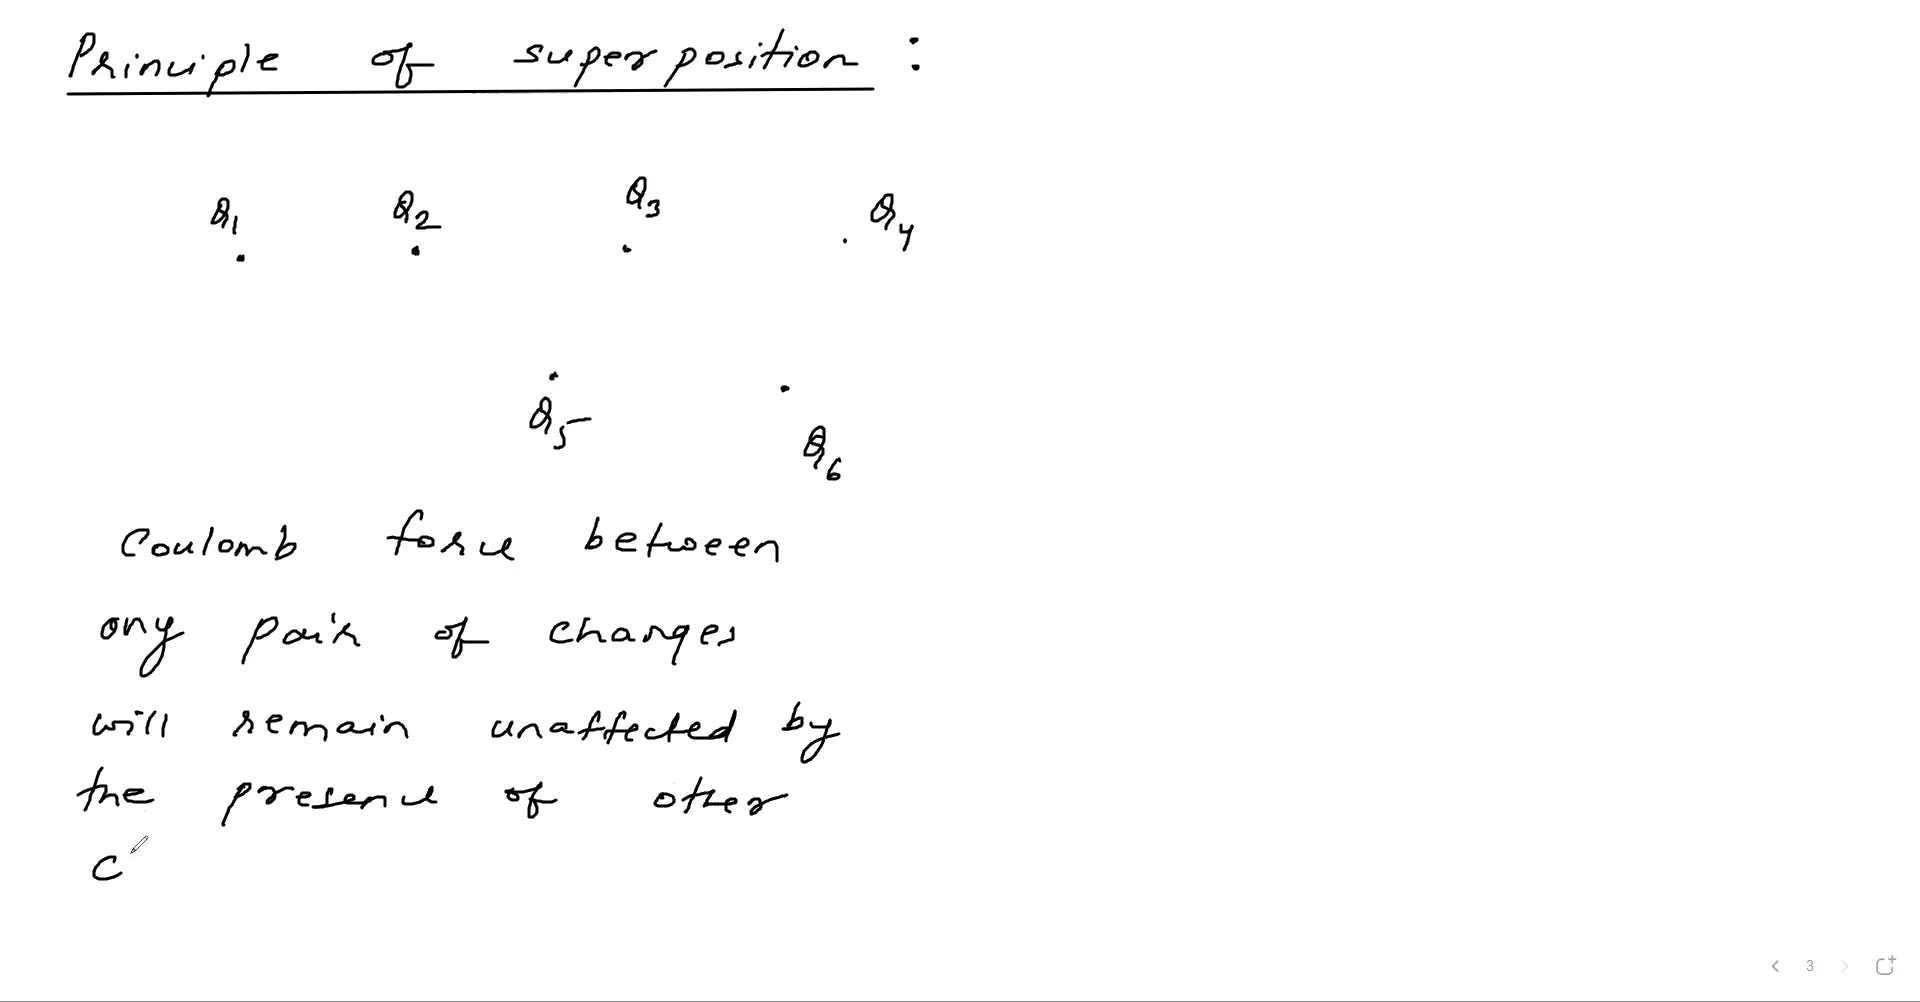 Principle of superposition :
Q1 Q2 Q3 Q4
Q5 Q6
Coulomb force between
any pair of charges
will remain unaffected by
the presence of other
C
3